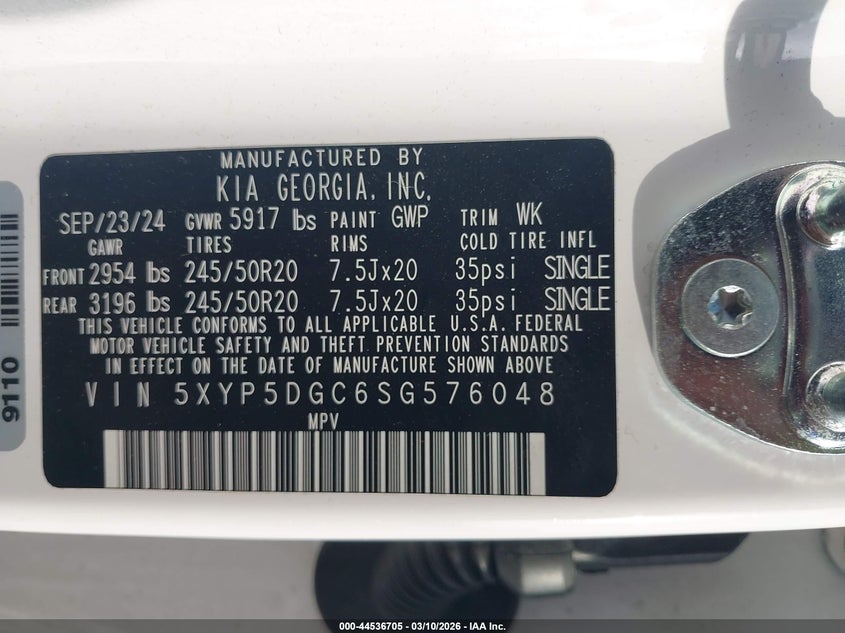 MANUFACTURED BY
KIA GEORGIA, INC.
SEP/23/24 GVWR 5917 lbs PAINT GWP TRIM WK
GAWR TIRES RIMS COLD TIRE INFL
FRONT 2954 lbs 245/50R20 7.5Jx20 35psi SINGLE
REAR 3196 lbs 245/50R20 7.5Jx20 35psi SINGLE
THIS VEHICLE CONFORMS TO ALL APPLICABLE U.S.A. FEDERAL
MOTOR VEHICLE SAFETY AND THEFT PREVENTION STANDARDS
IN EFFECT ON THE DATE OF MANUFACTURE SHOWN ABOVE
VIN 5XYP5DGC6SG576048
MPV
9110
000-44536705 - 03/10/2026 - IAA Inc.